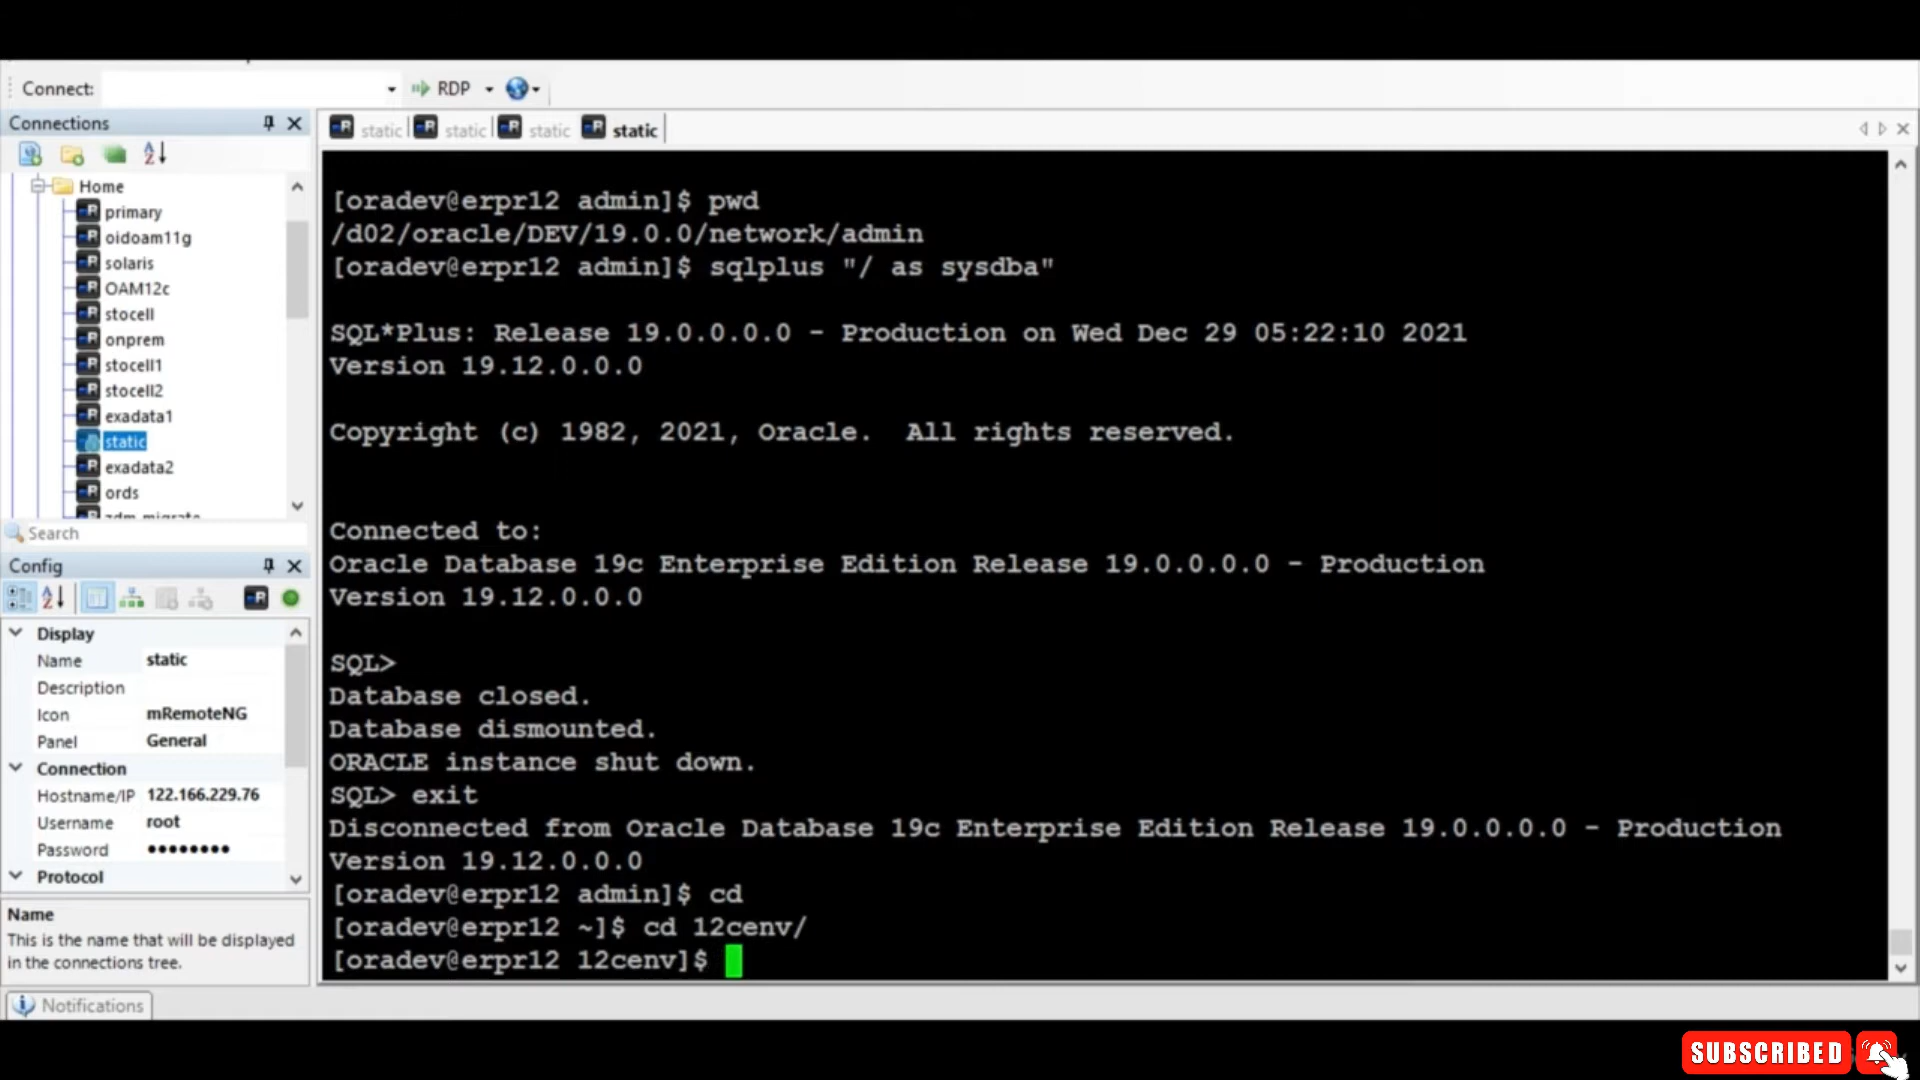 Connect:
RDP
Connections
static
static
static
static
Home
primary
oidoam11g
solaris
OAM12c
stocell
onprem
stocell1
stocell2
exadata1
static
exadata2
ords
zdm_migrate
Search
Config
Display
Name static
Description
Icon mRemoteNG
Panel General
Connection
Hostname/IP 122.166.229.76
Username root
Password ●●●●●●●●
Protocol
Name
This is the name that will be displayed
in the connections tree.
Notifications
[oradev@erpr12 admin]$ pwd
/d02/oracle/DEV/19.0.0/network/admin
[oradev@erpr12 admin]$ sqlplus "/ as sysdba"
SQL*Plus: Release 19.0.0.0.0 - Production on Wed Dec 29 05:22:10 2021
Version 19.12.0.0.0
Copyright (c) 1982, 2021, Oracle.  All rights reserved.
Connected to:
Oracle Database 19c Enterprise Edition Release 19.0.0.0.0 - Production
Version 19.12.0.0.0
SQL>
Database closed.
Database dismounted.
ORACLE instance shut down.
SQL> exit
Disconnected from Oracle Database 19c Enterprise Edition Release 19.0.0.0.0 - Production
Version 19.12.0.0.0
[oradev@erpr12 admin]$ cd
[oradev@erpr12 ~]$ cd 12cenv/
[oradev@erpr12 12cenv]$
SUBSCRIBED